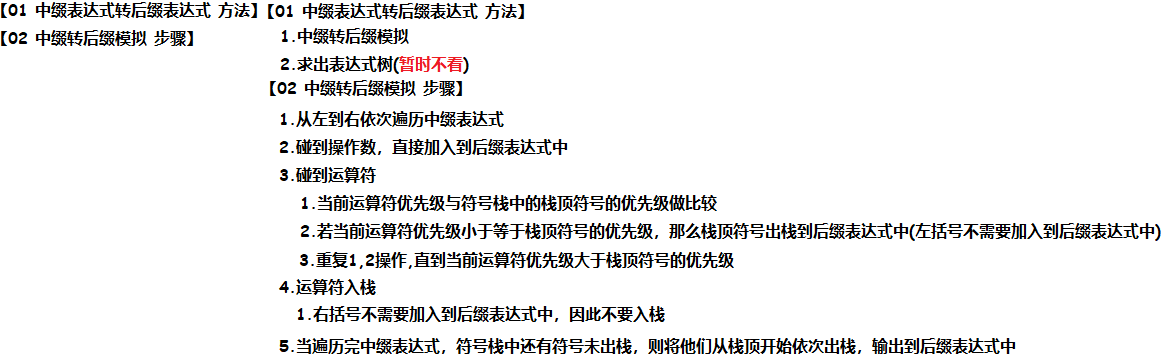 【01 中缀表达式转后缀表达式 方法】
【02 中缀转后缀模拟 步骤】
【01 中缀表达式转后缀表达式 方法】
1.中缀转后缀模拟
2.求出表达式树(暂时不看)
【02 中缀转后缀模拟 步骤】
1.从左到右依次遍历中缀表达式
2.碰到操作数，直接加入到后缀表达式中
3.碰到运算符
1.当前运算符优先级与符号栈中的栈顶符号的优先级做比较
2.若当前运算符优先级小于等于栈顶符号的优先级，那么栈顶符号出栈到后缀表达式中(左括号不需要加入到后缀表达式中)
3.重复1,2操作,直到当前运算符优先级大于栈顶符号的优先级
4.运算符入栈
1.右括号不需要加入到后缀表达式中，因此不要入栈
5.当遍历完中缀表达式，符号栈中还有符号未出栈，则将他们从栈顶开始依次出栈，输出到后缀表达式中